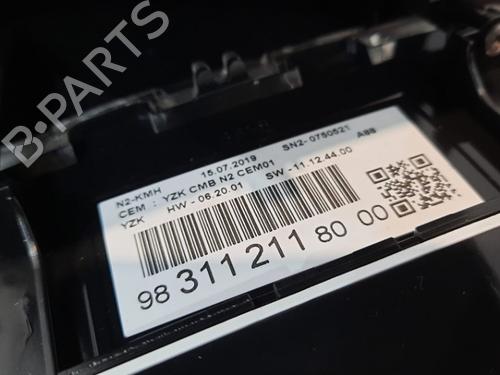 B-PARTS
N2-KMH 15.07.2019 SN2-0750521 A88
CEM : YZK CMB N2 CEM01
YZK HW - 06.20.01 SW - 11.12.44.00
98 311 211 80 00